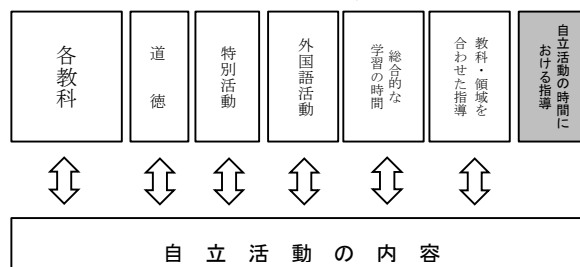 各教科
道徳
特別活動
外国語活動
総合的な
学習の時間
教科・領域を
合わせた指導
自立活動の時間に
おける指導
自立活動の内容